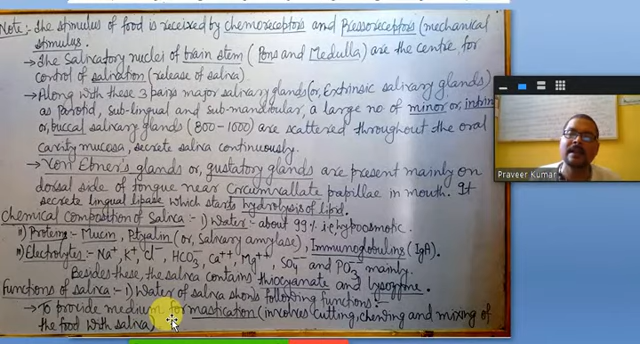 Note :- The stimulus of food is received by chemoreceptors and Pressoreceptors (mechanical
stimulus.
→ The Salivatory nuclei of brain stem (Pons and Medulla) are the centre for
control of salivation (release of saliva)
→ Along with these 3 pairs major salivary glands (or, Extrinsic salivary glands)
as parotid, sub-lingual and sub-mandibular, a large no of minor or, intrin
or, buccal salivary glands (800-1000) are scattered throughout the oral
cavity mucosa, secrete saliva continuously.
→ Von Ebner's glands or, gustatory glands are present mainly on
dorsal side of tongue near circumvallate papillae in mouth. It
secrete lingual lipase which starts hydrolysis of lipid.
Chemical Composition of Saliva :- i) Water :- about 99% i.e, hypoosmotic.
ii) Proteins :- Mucin, Ptyalin (or, Salivary amylase), Immunoglobulins (IgA).
iii) Electrolytes :- Na+, K+, Cl-, HCO3-, Ca++, Mg++, SO4-- and PO3-- mainly.
Besides these, the saliva contains thiocyanate and lysozyme.
Functions of saliva :- i) Water of saliva shows following functions :-
→ To provide medium for mastication (involves cutting, chewing and mixing of
the food with saliva)
Praveer Kumar